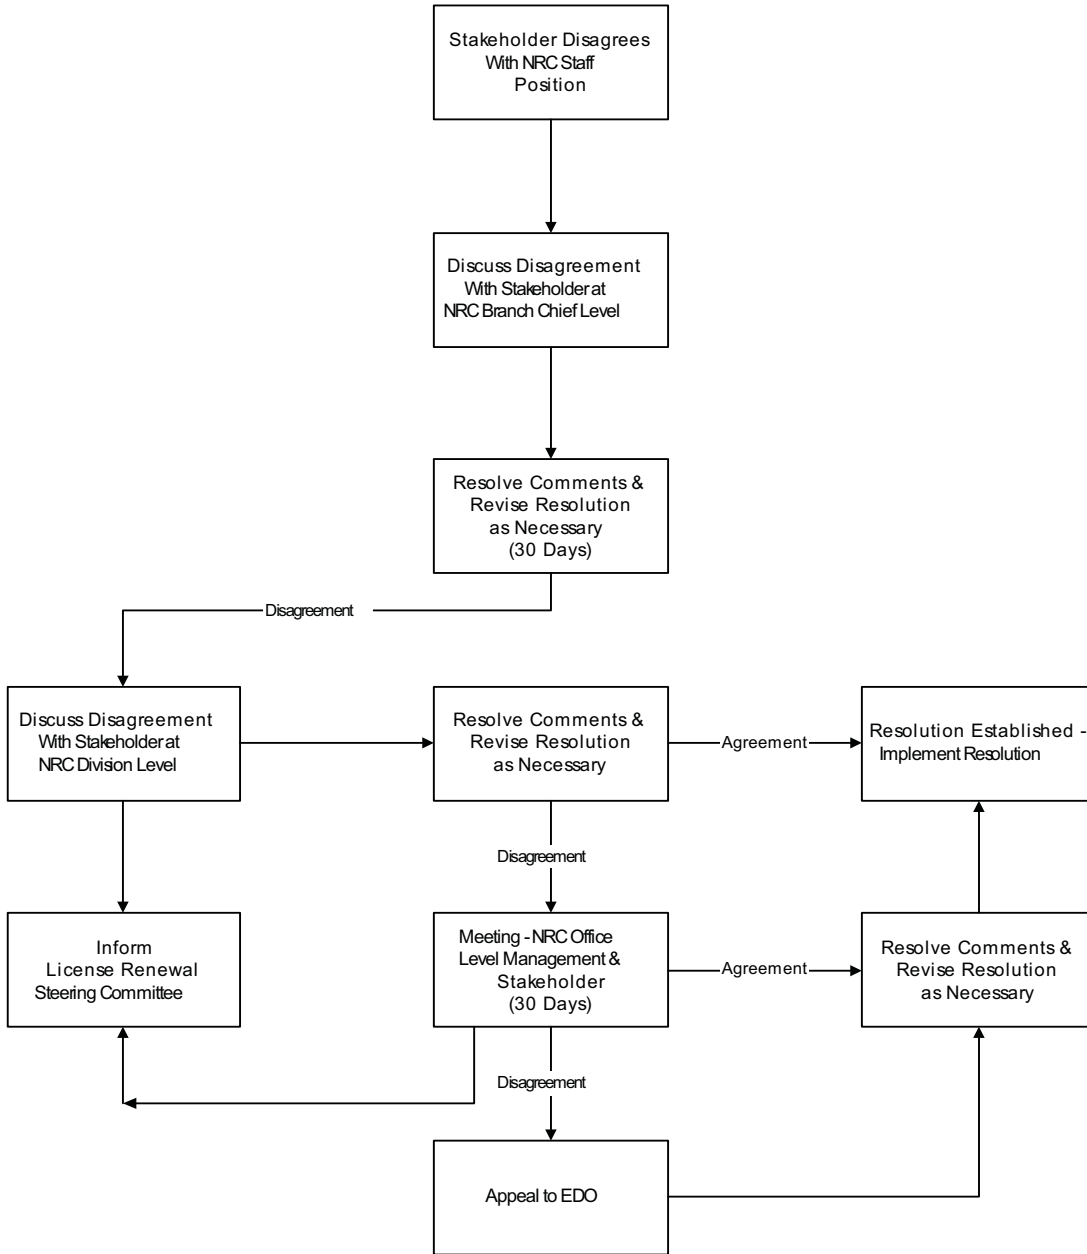 Stakeholder Disagrees
With NRC Staff
Position
Discuss Disagreement
With Stakeholder at
NRC Branch Chief Level
Resolve Comments &
Revise Resolution
as Necessary
(30 Days)
Disagreement
Discuss Disagreement
With Stakeholder at
NRC Division Level
Resolve Comments &
Revise Resolution
as Necessary
Agreement
Resolution Established -
Implement Resolution
Disagreement
Inform
License Renewal
Steering Committee
Meeting - NRC Office
Level Management &
Stakeholder
(30 Days)
Agreement
Resolve Comments &
Revise Resolution
as Necessary
Disagreement
Appeal to EDO